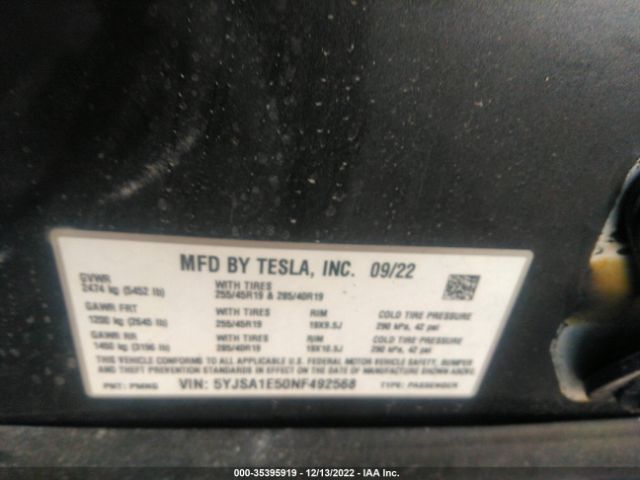 MFD BY TESLA, INC. 09/22
GVWR
2474 kg (5452 lb)
WITH TIRES
255/45R19 & 285/40R19
GAWR FRT
1200 kg (2645 lb)
WITH TIRES
255/45R19
RIM
19X9.5J
COLD TIRE PRESSURE
290 kPa, 42 psi
GAWR RR
1450 kg (3196 lb)
WITH TIRES
285/40R19
RIM
19X10.5J
COLD TIRE PRESSURE
290 kPa, 42 psi
THIS VEHICLE CONFORMS TO ALL APPLICABLE FEDERAL MOTOR VEHICLE SAFETY, BUMPER
AND THEFT PREVENTION STANDARDS IN EFFECT ON THE DATE OF MANUFACTURE SHOWN ABOVE.
PNT: PMNG VIN: 5YJSA1E50NF492568 TYPE: PASSENGER
000-35395919 - 12/13/2022 - IAA Inc.